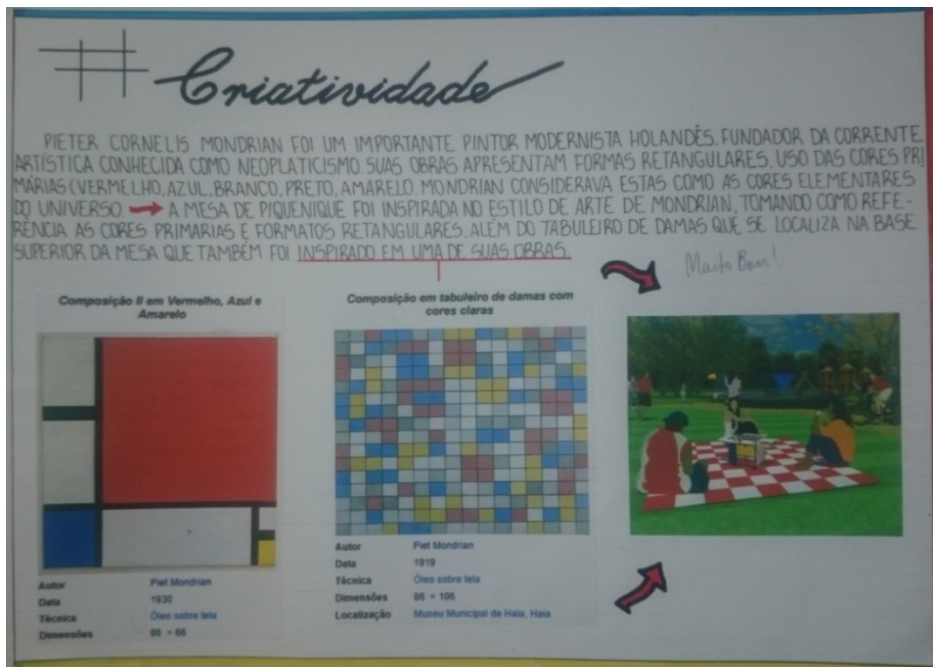 # Criatividade
PIETER CORNELIS MONDRIAN FOI UM IMPORTANTE PINTOR MODERNISTA HOLANDÊS, FUNDADOR DA CORRENTE
ARTÍSTICA CONHECIDA COMO NEOPLATICISMO. SUAS OBRAS APRESENTAM FORMAS RETANGULARES, USO DAS CORES PRI
MÁRIAS (VERMELHO, AZUL, BRANCO, PRETO, AMARELO. MONDRIAN CONSIDERAVA ESTAS COMO AS CORES ELEMENTARES
DO UNIVERSO → A MESA DE PIQUENIQUE FOI INSPIRADA NO ESTILO DE ARTE DE MONDRIAN, TOMANDO COMO REFE-
RÊNCIA AS CORES PRIMARIAS E FORMATOS RETANGULARES, ALÉM DO TABULEIRO DE DAMAS QUE SE LOCALIZA NA BASE
SUPERIOR DA MESA QUE TAMBÉM FOI INSPIRADO EM UMA DE SUAS OBRAS.
Muito Bom!
Composição II em Vermelho, Azul e
Amarelo
Autor Piet Mondrian
Data 1930
Técnica Óleo sobre tela
Dimensões 86 × 66
Composição em tabuleiro de damas com
cores claras
Autor Piet Mondrian
Data 1919
Técnica Óleo sobre tela
Dimensões 86 × 106
Localização Museu Municipal de Haia, Haia